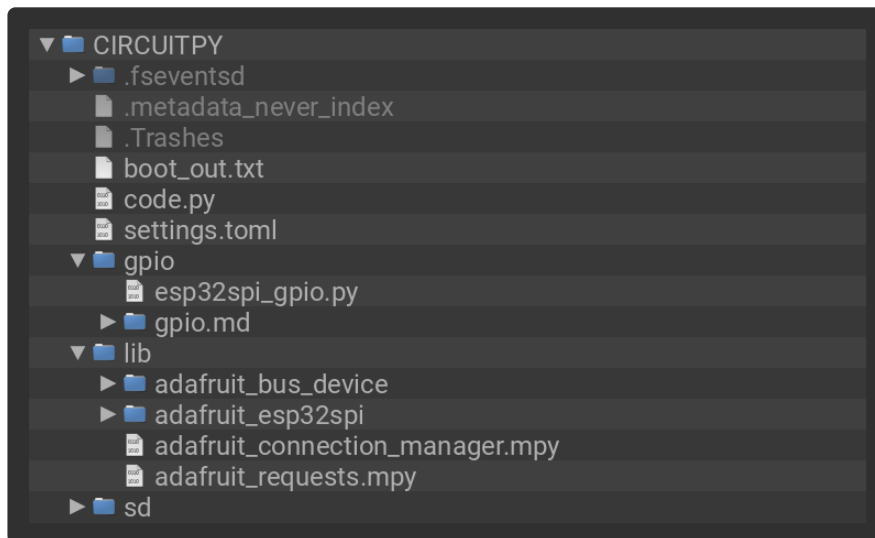 CIRCUITPY
.fseventsd
.metadata_never_index
.Trashes
boot_out.txt
code.py
settings.toml
gpio
esp32spi_gpio.py
gpio.md
lib
adafruit_bus_device
adafruit_esp32spi
adafruit_connection_manager.mpy
adafruit_requests.mpy
sd